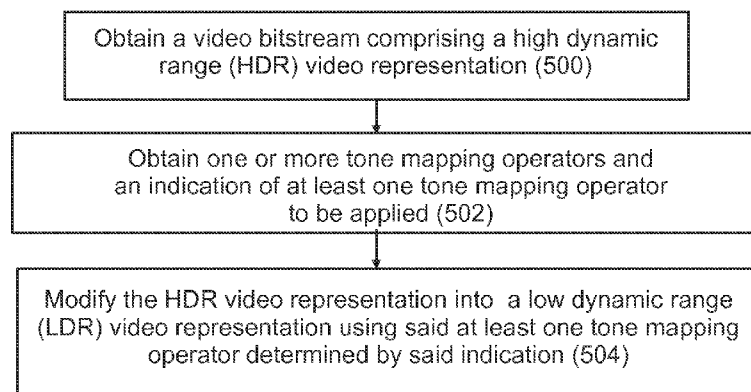 Obtain a video bitstream comprising a high dynamic
range (HDR) video representation (500)
Obtain one or more tone mapping operators and
an indication of at least one tone mapping operator
to be applied (502)
Modify the HDR video representation into a low dynamic range
(LDR) video representation using said at least one tone mapping
operator determined by said indication (504)